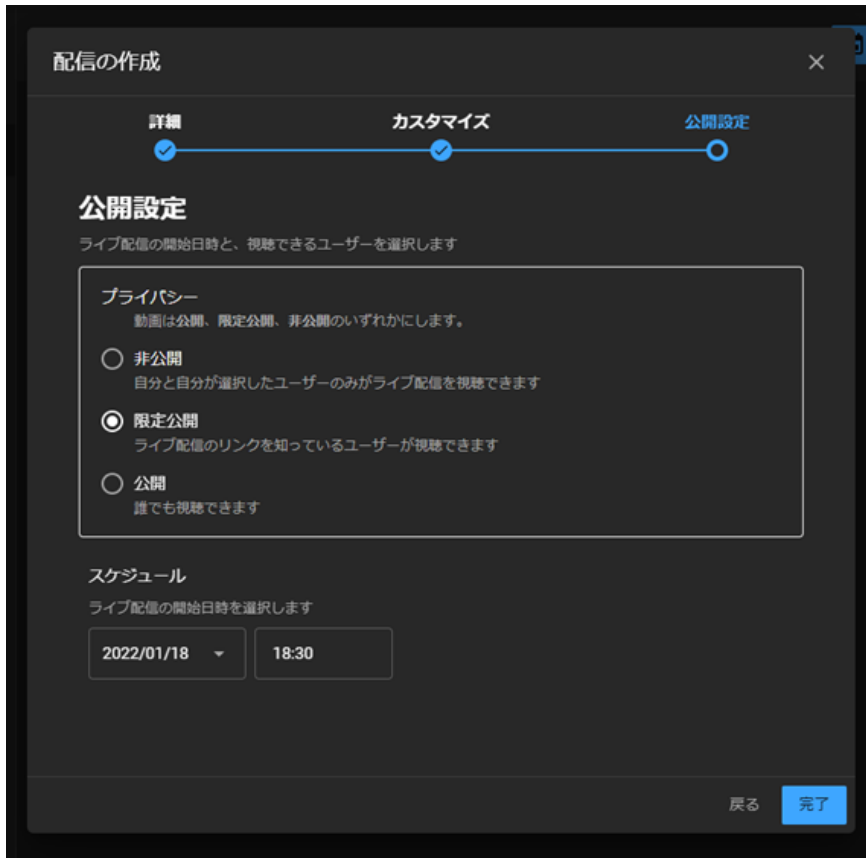 配信の作成
詳細
カスタマイズ
公開設定
公開設定
ライブ配信の開始日時と、視聴できるユーザーを選択します
プライバシー
動画は公開、限定公開、非公開のいずれかにします。
非公開
自分と自分が選択したユーザーのみがライブ配信を視聴できます
限定公開
ライブ配信のリンクを知っているユーザーが視聴できます
公開
誰でも視聴できます
スケジュール
ライブ配信の開始日時を選択します
2022/01/18
18:30
戻る
完了